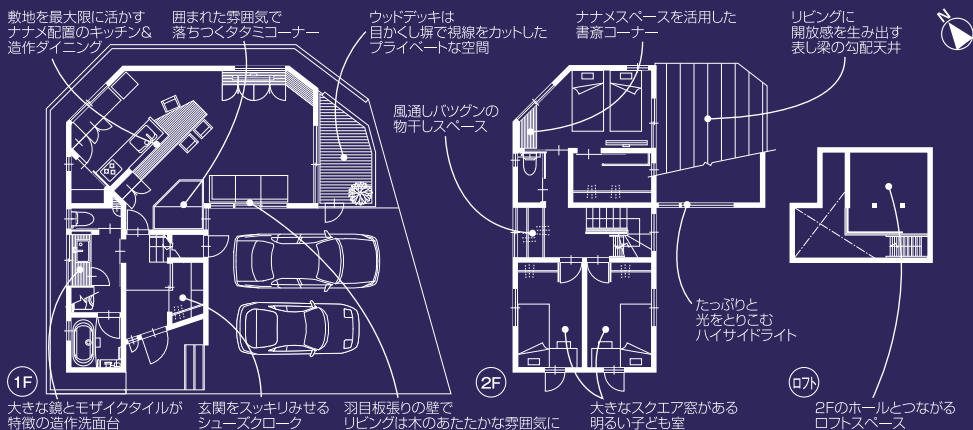 敷地を最大限に活かす
ナナメ配置のキッチン&
造作ダイニング
囲まれた雰囲気で
落ちつくタタミコーナー
ウッドデッキは
目かくし塀で視線をカットした
プライベートな空間
ナナメスペースを活用した
書斎コーナー
リビングに
開放感を生み出す
表し梁の勾配天井
N
風通しバツグンの
物干しスペース
たっぷりと
光をとりこむ
ハイサイドライト
1F
2F
ロフト
大きな鏡とモザイクタイルが
特徴の造作洗面台
玄関をスッキリみせる
シューズクローク
羽目板張りの壁で
リビングは木のあたたかな雰囲気に
大きなスクエア窓がある
明るい子ども室
2Fのホールとつながる
ロフトスペース